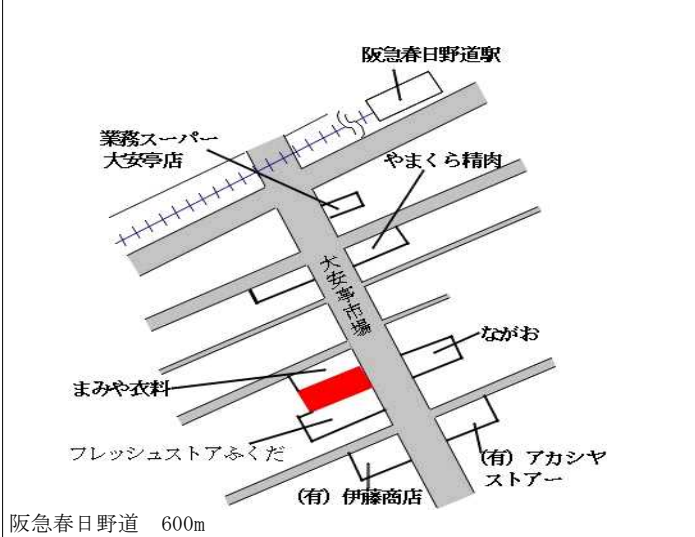 阪急春日野道駅
業務スーパー
大安亭店
やまくら精肉
大安亭市場
ながお
まみや衣料
フレッシュストアふくだ
(有) アカシヤ
ストアー
(有) 伊藤商店
阪急春日野道　600m